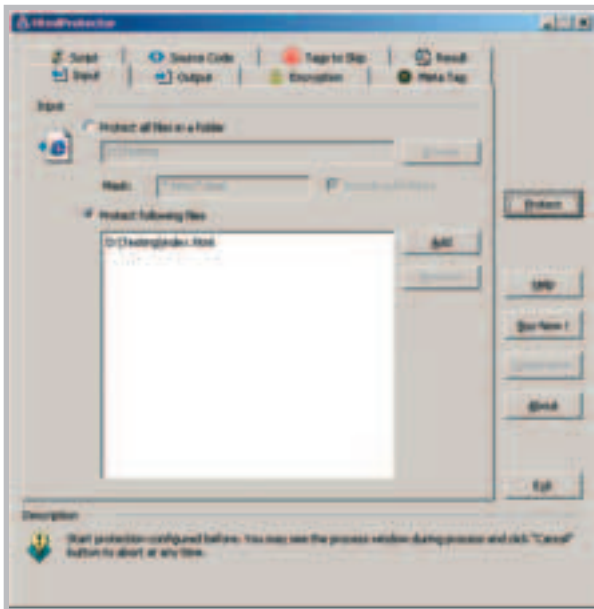 HtmlProtector
Script Source Code Tags to Skip Result
Input Output Encryption Meta Tag
Input
Protect all files in a folder
Mask:
Protect following files
D:\Testing\index.html
Add
Protect
Help
Buy Now !
About
Exit
Description
Start protection configured before. You may see the process window during process and click "Cancel"
button to abort at any time.